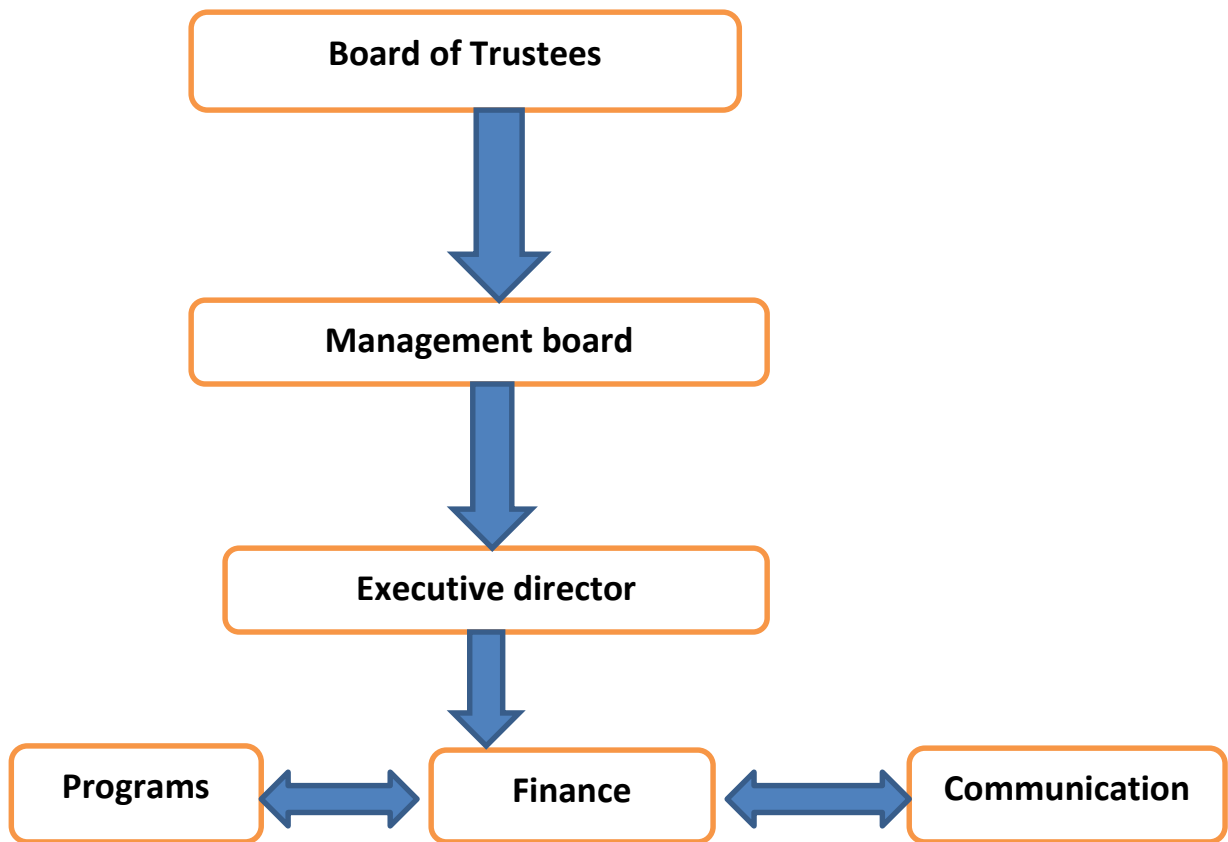 Board of Trustees
Management board
Executive director
Programs
Finance
Communication